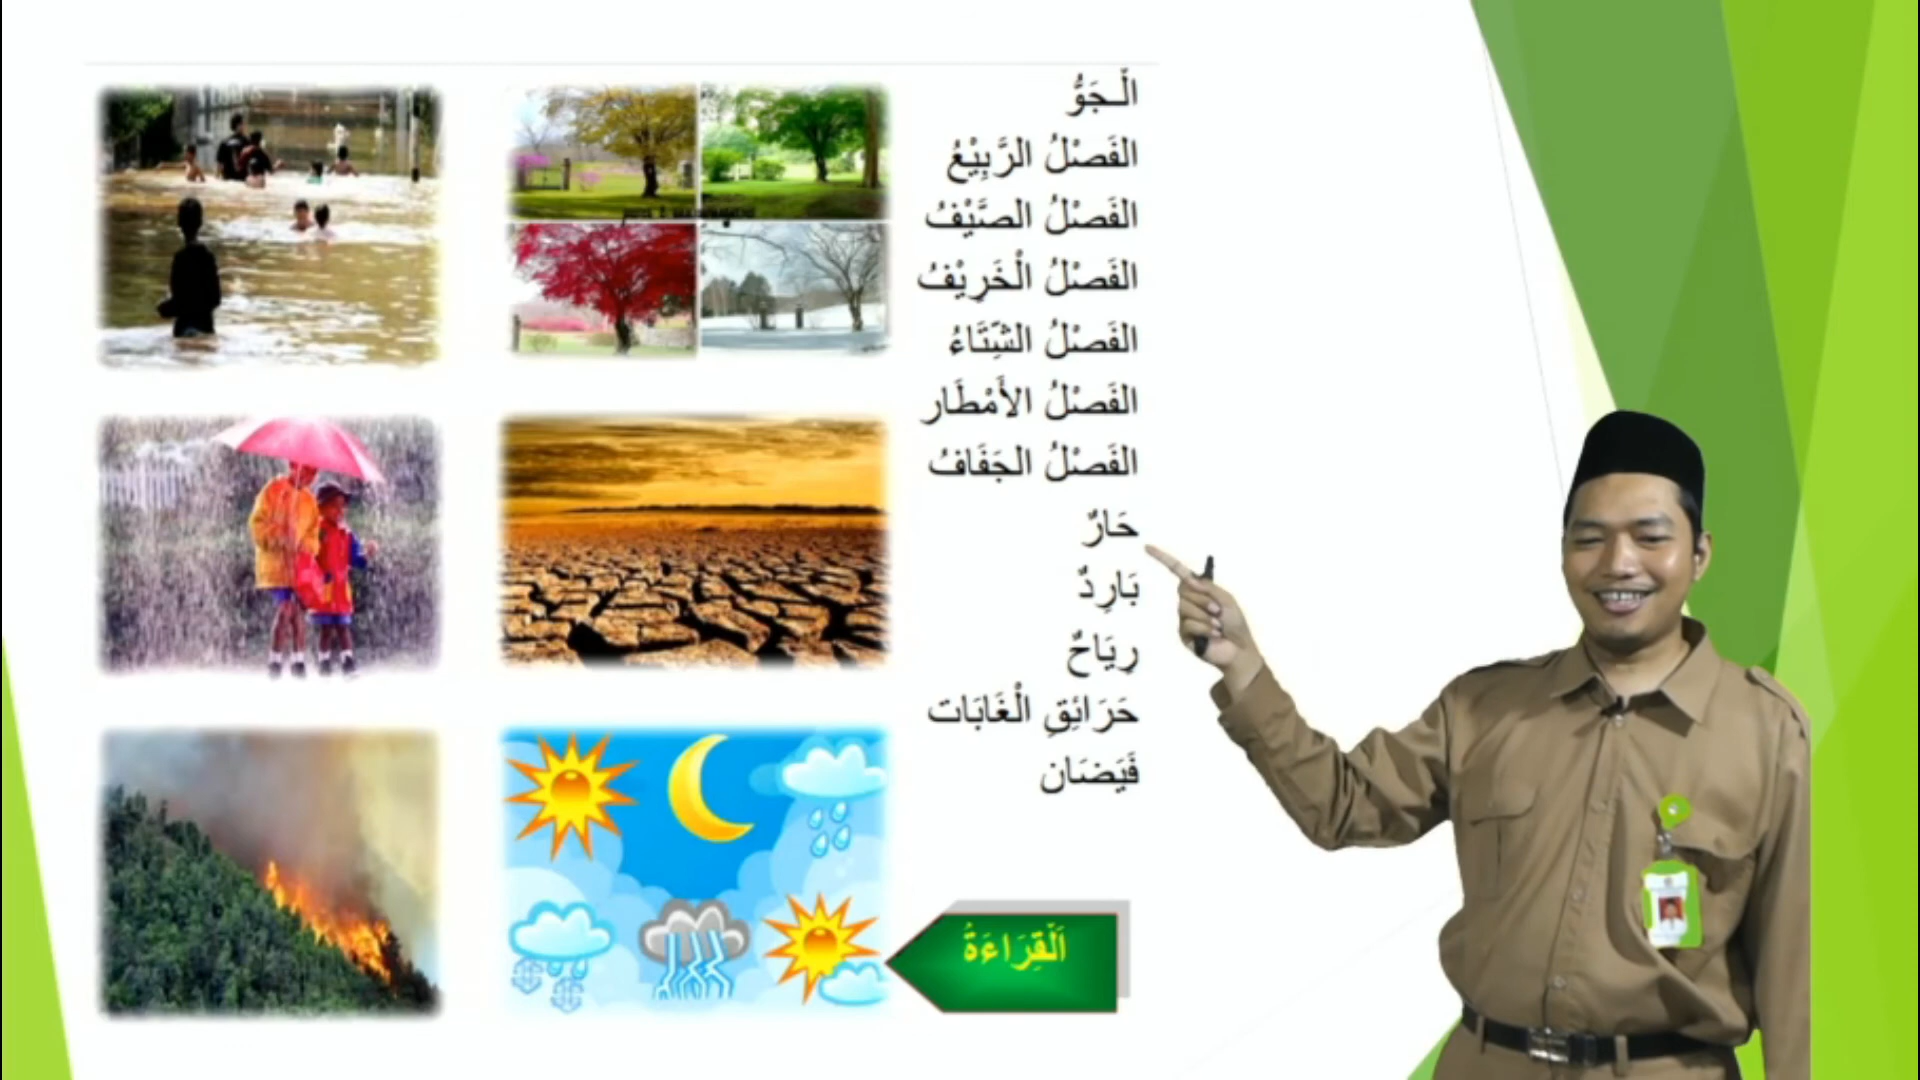 الْـجَوُّ
الفَصْلُ الرَّبِيْعُ
الفَصْلُ الصَّيْفُ
الفَصْلُ الْخَرِيْفُ
الفَصْلُ الشِّتَاءُ
الفَصْلُ الأَمْطَار
الفَصْلُ الجَفَافُ
حَارٌ
بَارِدٌ
رِيَاحٌ
حَرَائِقِ الْغَابَات
فَيَضَان
اَلْقِرَاءَةُ